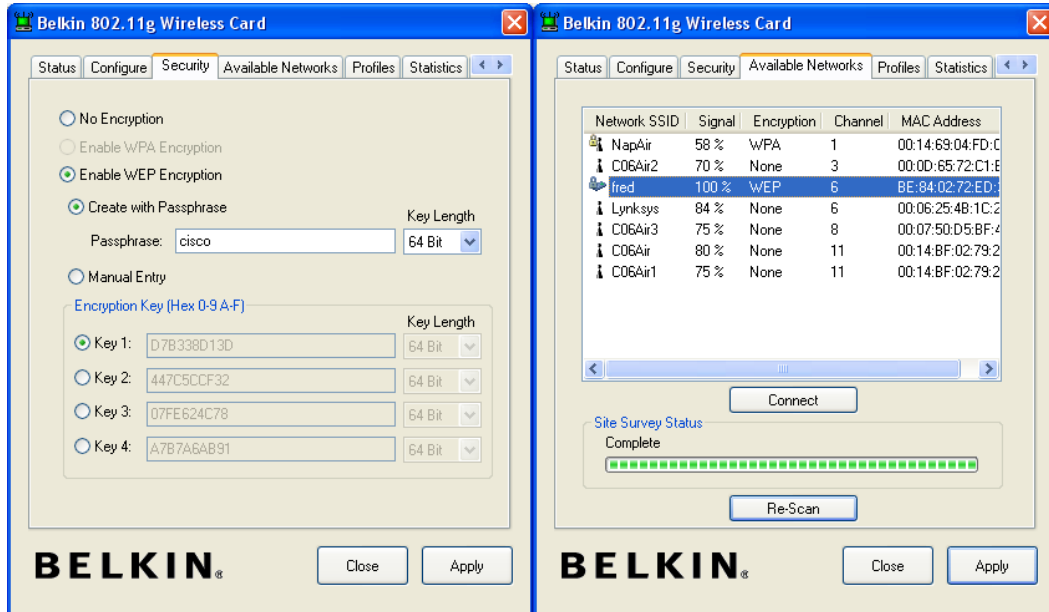 Belkin 802.11g Wireless Card
Status Configure Security Available Networks Profiles Statistics
No Encryption
Enable WPA Encryption
Enable WEP Encryption
Create with Passphrase
Key Length
Passphrase: cisco 64 Bit
Manual Entry
Encryption Key (Hex 0-9 A-F)
Key Length
Key 1: D7B338D13D 64 Bit
Key 2: 447C5CCF32 64 Bit
Key 3: 07FE624C78 64 Bit
Key 4: A7B7A6AB91 64 Bit
BELKIN® Close Apply
Belkin 802.11g Wireless Card
Status Configure Security Available Networks Profiles Statistics
Network SSID Signal Encryption Channel MAC Address
NapAir 58 % WPA 1 00:14:69:04:FD:
C06Air2 70 % None 3 00:0D:65:72:C1:
fred 100 % WEP 6 BE:84:02:72:ED:
Lynksys 84 % None 6 00:06:25:4B:1C:2
C06Air3 75 % None 8 00:07:50:D5:BF:
C06Air 80 % None 11 00:14:BF:02:79:2
C06Air1 75 % None 11 00:14:BF:02:79:2
Connect
Site Survey Status
Complete
Re-Scan
BELKIN® Close Apply